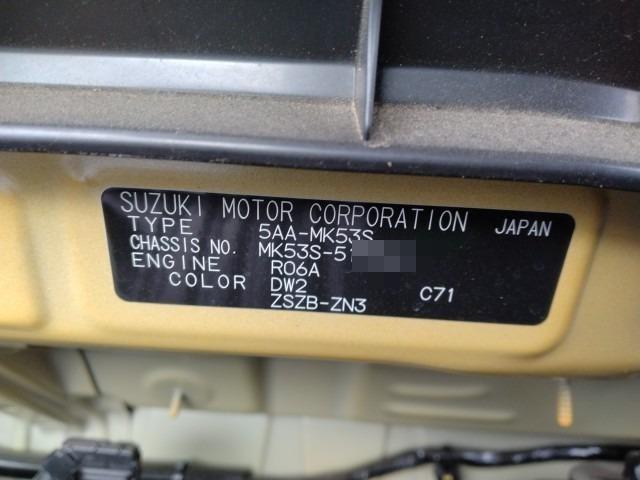 SUZUKI MOTOR CORPORATION JAPAN
TYPE 5AA-MK53S
CHASSIS NO. MK53S-5
ENGINE R06A
COLOR DW2 C71
ZSZB-ZN3